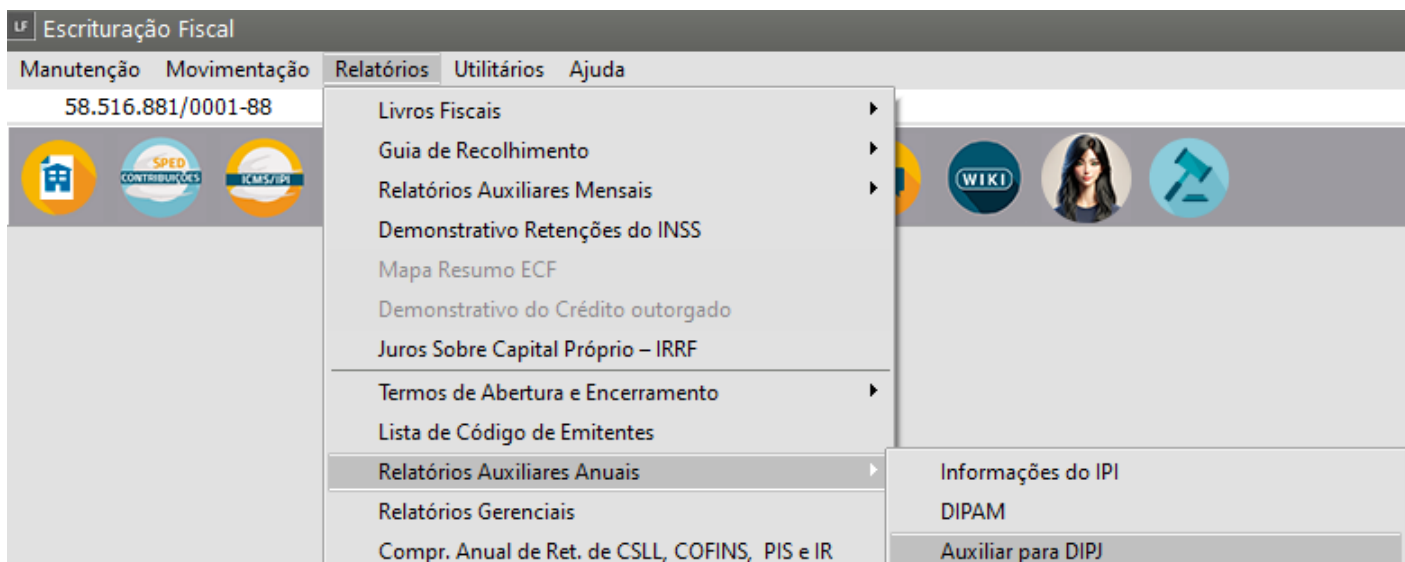 LF Escrituração Fiscal
Manutenção Movimentação Relatórios Utilitários Ajuda
58.516.881/0001-88
SPED CONTRIBUIÇÕES
ICMS/IPI
WIKI
Livros Fiscais
Guia de Recolhimento
Relatórios Auxiliares Mensais
Demonstrativo Retenções do INSS
Mapa Resumo ECF
Demonstrativo do Crédito outorgado
Juros Sobre Capital Próprio – IRRF
Termos de Abertura e Encerramento
Lista de Código de Emitentes
Relatórios Auxiliares Anuais
Relatórios Gerenciais
Compr. Anual de Ret. de CSLL, COFINS, PIS e IR
Informações do IPI
DIPAM
Auxiliar para DIPJ